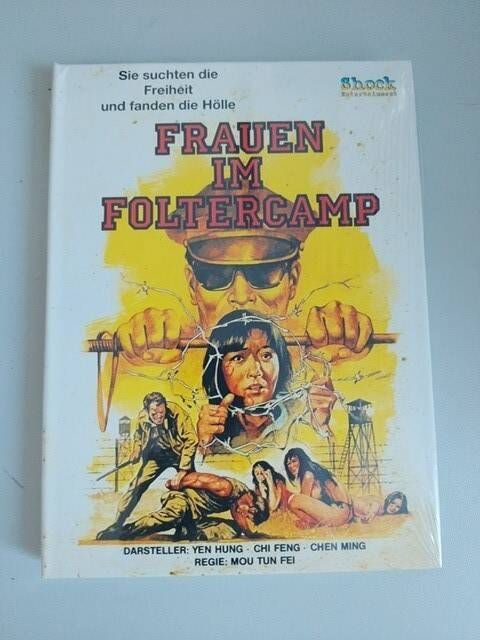 Sie suchten die
Freiheit
und fanden die Hölle
Shock
Entertainment
FRAUEN
IM
FOLTERCAMP
DARSTELLER: YEN HUNG · CHI FENG · CHEN MING
REGIE: MOU TUN FEI